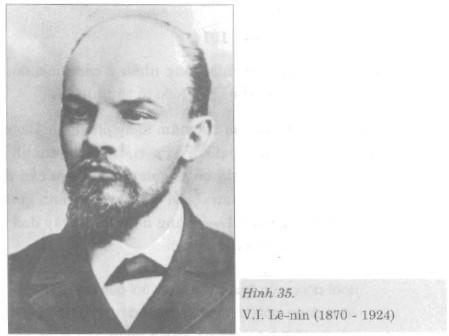 Hình 35.
V.I. Lê-nin (1870 - 1924)